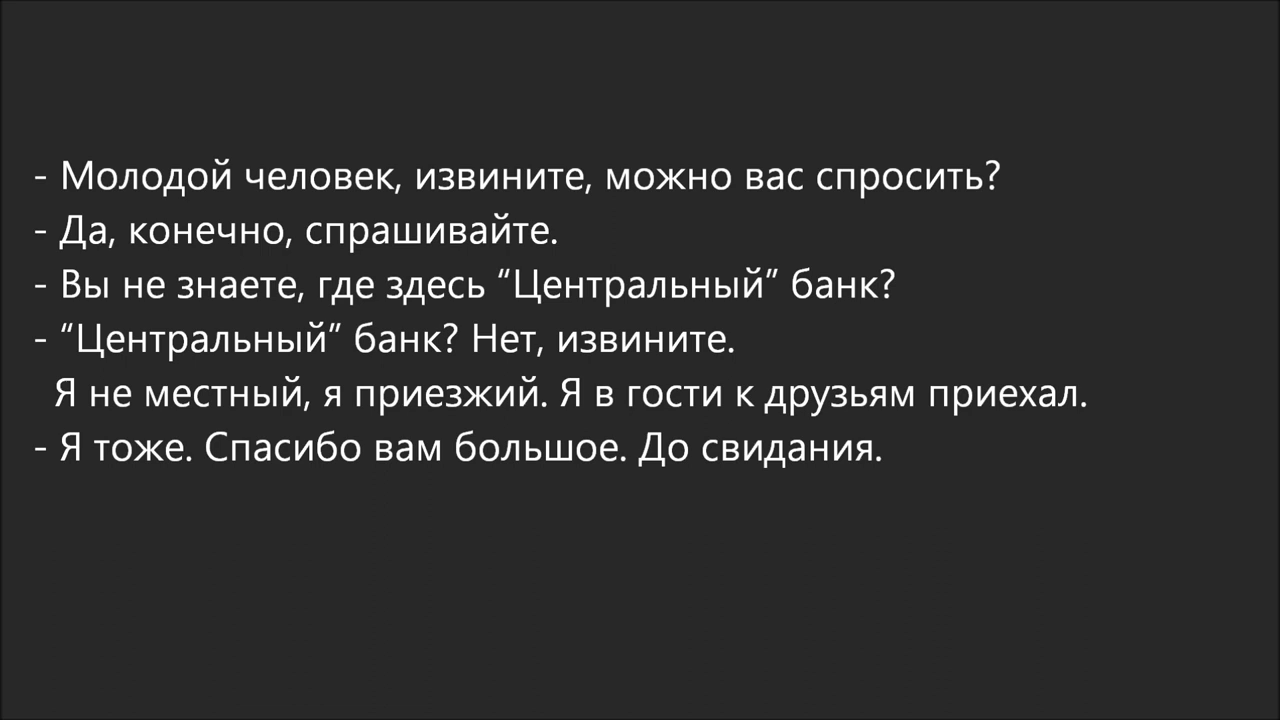 - Молодой человек, извините, можно вас спросить?
- Да, конечно, спрашивайте.
- Вы не знаете, где здесь “Центральный” банк?
- “Центральный” банк? Нет, извините.
Я не местный, я приезжий. Я в гости к друзьям приехал.
- Я тоже. Спасибо вам большое. До свидания.